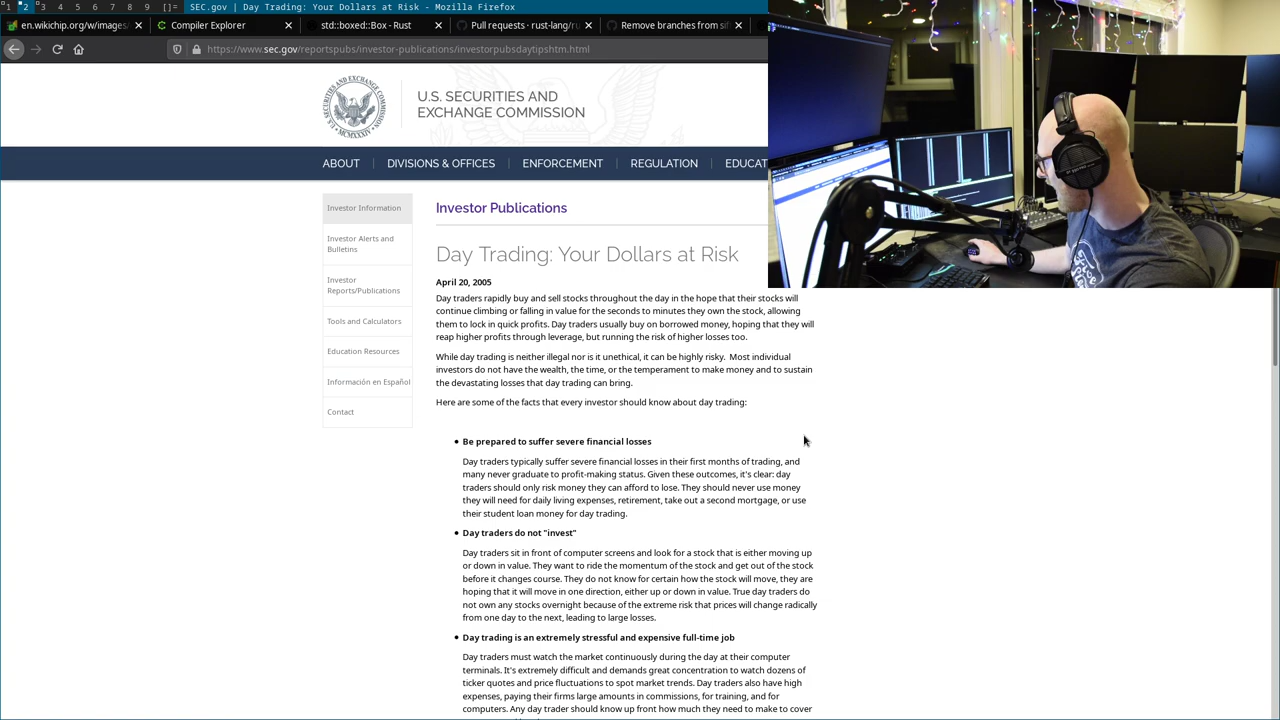 1 2 3 4 5 6 7 8 9 []= SEC.gov | Day Trading: Your Dollars at Risk - Mozilla Firefox
en.wikichip.org/w/images/
Compiler Explorer
std::boxed::Box - Rust
Pull requests · rust-lang/ru
Remove branches from sif
https://www.sec.gov/reportspubs/investor-publications/investorpubsdaytipshtm.html
U.S. SECURITIES AND
EXCHANGE COMMISSION
ABOUT | DIVISIONS & OFFICES | ENFORCEMENT | REGULATION | EDUCAT
Investor Information
Investor Alerts and
Bulletins
Investor
Reports/Publications
Tools and Calculators
Education Resources
Información en Español
Contact
Investor Publications
Day Trading: Your Dollars at Risk
April 20, 2005
Day traders rapidly buy and sell stocks throughout the day in the hope that their stocks will
continue climbing or falling in value for the seconds to minutes they own the stock, allowing
them to lock in quick profits. Day traders usually buy on borrowed money, hoping that they will
reap higher profits through leverage, but running the risk of higher losses too.
While day trading is neither illegal nor is it unethical, it can be highly risky. Most individual
investors do not have the wealth, the time, or the temperament to make money and to sustain
the devastating losses that day trading can bring.
Here are some of the facts that every investor should know about day trading:
• Be prepared to suffer severe financial losses
Day traders typically suffer severe financial losses in their first months of trading, and
many never graduate to profit-making status. Given these outcomes, it's clear: day
traders should only risk money they can afford to lose. They should never use money
they will need for daily living expenses, retirement, take out a second mortgage, or use
their student loan money for day trading.
• Day traders do not "invest"
Day traders sit in front of computer screens and look for a stock that is either moving up
or down in value. They want to ride the momentum of the stock and get out of the stock
before it changes course. They do not know for certain how the stock will move, they are
hoping that it will move in one direction, either up or down in value. True day traders do
not own any stocks overnight because of the extreme risk that prices will change radically
from one day to the next, leading to large losses.
• Day trading is an extremely stressful and expensive full-time job
Day traders must watch the market continuously during the day at their computer
terminals. It's extremely difficult and demands great concentration to watch dozens of
ticker quotes and price fluctuations to spot market trends. Day traders also have high
expenses, paying their firms large amounts in commissions, for training, and for
computers. Any day trader should know up front how much they need to make to cover